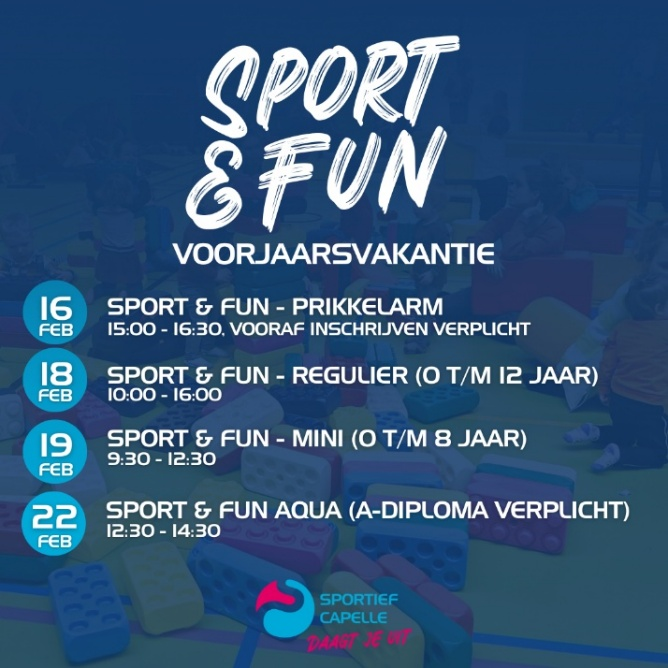 SPORT
& FUN
VOORJAARSVAKANTIE
16
FEB
SPORT & FUN - PRIKKELARM
15:00 - 16:30, VOORAF INSCHRIJVEN VERPLICHT
18
FEB
SPORT & FUN - REGULIER (0 T/M 12 JAAR)
10:00 - 16:00
19
FEB
SPORT & FUN - MINI (0 T/M 8 JAAR)
9:30 - 12:30
22
FEB
SPORT & FUN AQUA (A-DIPLOMA VERPLICHT)
12:30 - 14:30
SPORTIEF
CAPELLE
DAAGT JE UIT